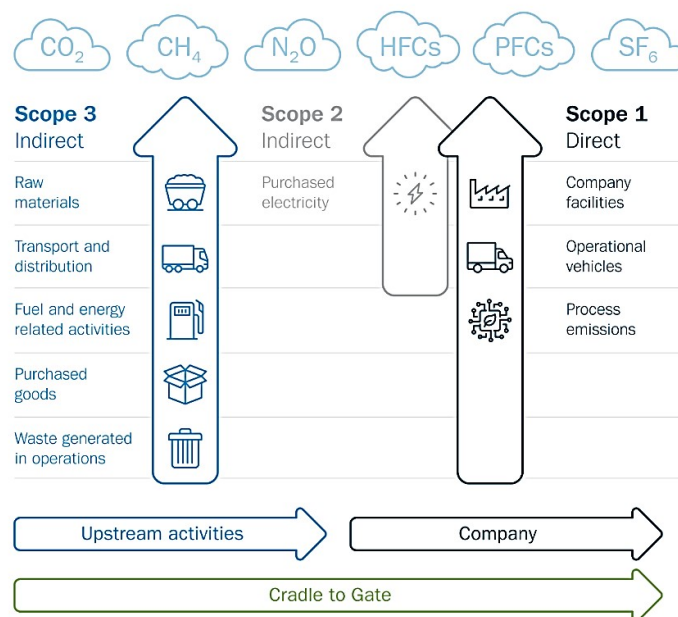 CO₂ CH₄ N₂O HFCs PFCs SF₆
Scope 3
Indirect
Raw
materials
Transport and
distribution
Fuel and energy
related activities
Purchased
goods
Waste generated
in operations
Scope 2
Indirect
Purchased
electricity
Scope 1
Direct
Company
facilities
Operational
vehicles
Process
emissions
Upstream activities
Company
Cradle to Gate